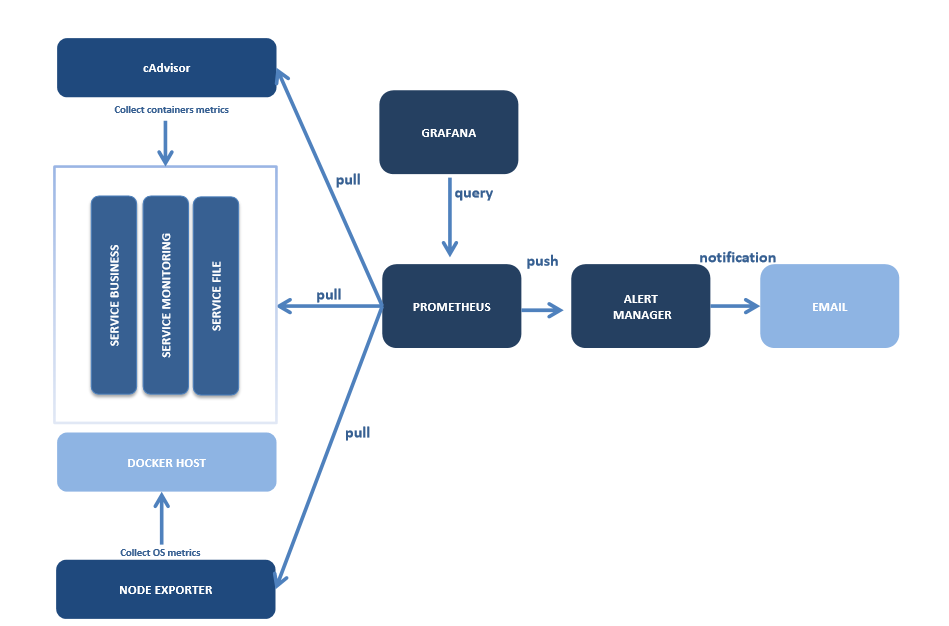 cAdvisor
Collect containers metrics
GRAFANA
pull
query
SERVICE BUSINESS
SERVICE MONITORING
SERVICE FILE
pull
PROMETHEUS
push
ALERT
MANAGER
notification
EMAIL
pull
DOCKER HOST
Collect OS metrics
NODE EXPORTER